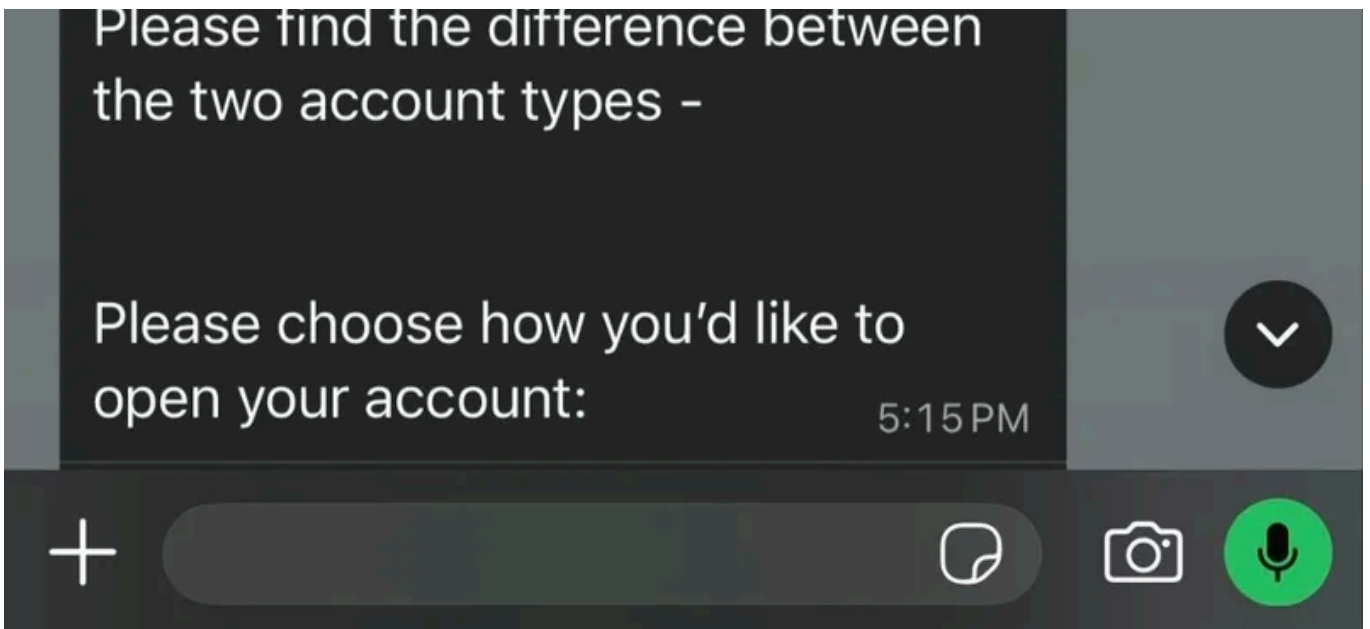 Please find the difference between
the two account types -
Please choose how you'd like to
open your account:
5:15 PM